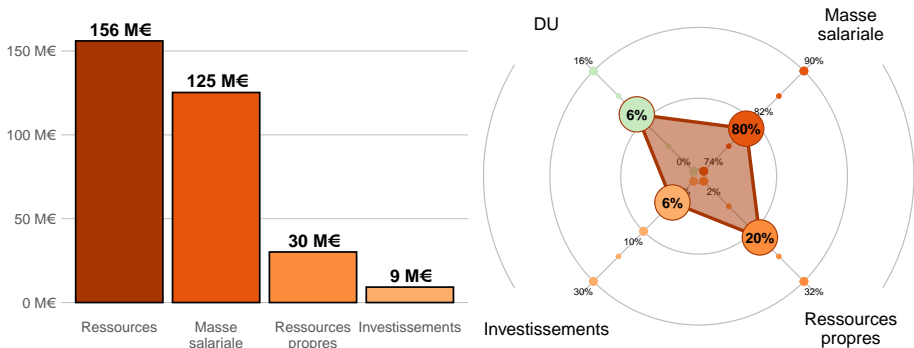 156 M€
125 M€
30 M€
9 M€
150 M€
100 M€
50 M€
0 M€
Ressources
Masse
salariale
Ressources
propres
Investissements
DU
Masse
salariale
16%
90%
82%
6%
80%
0%
74%
2%
6%
20%
10%
30%
32%
Investissements
Ressources
propres